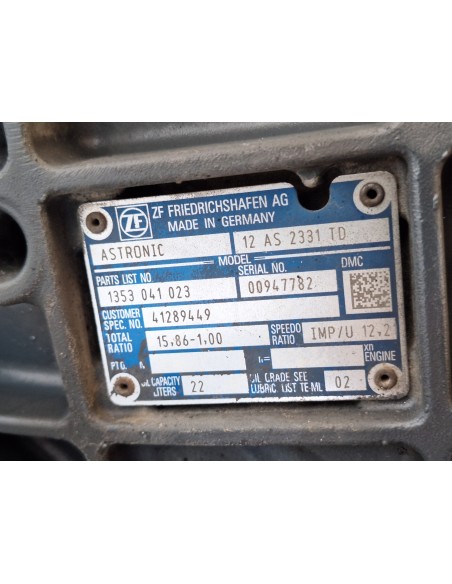 ZF FRIEDRICHSHAFEN AG
MADE IN GERMANY
ZF
ASTRONIC 12 AS 2331 TD
MODEL
PARTS LIST NO SERIAL NO. DMC
1353 041 023 00947782
CUSTOMER SPEC. NO. 41289449
TOTAL RATIO 15,86-1,00 SPEEDO RATIO IMP/U 12,2
n= xn ENGINE
CAPACITY LITERS 22 OIL GRADE SEE LUBRIC. LIST TE-ML 02